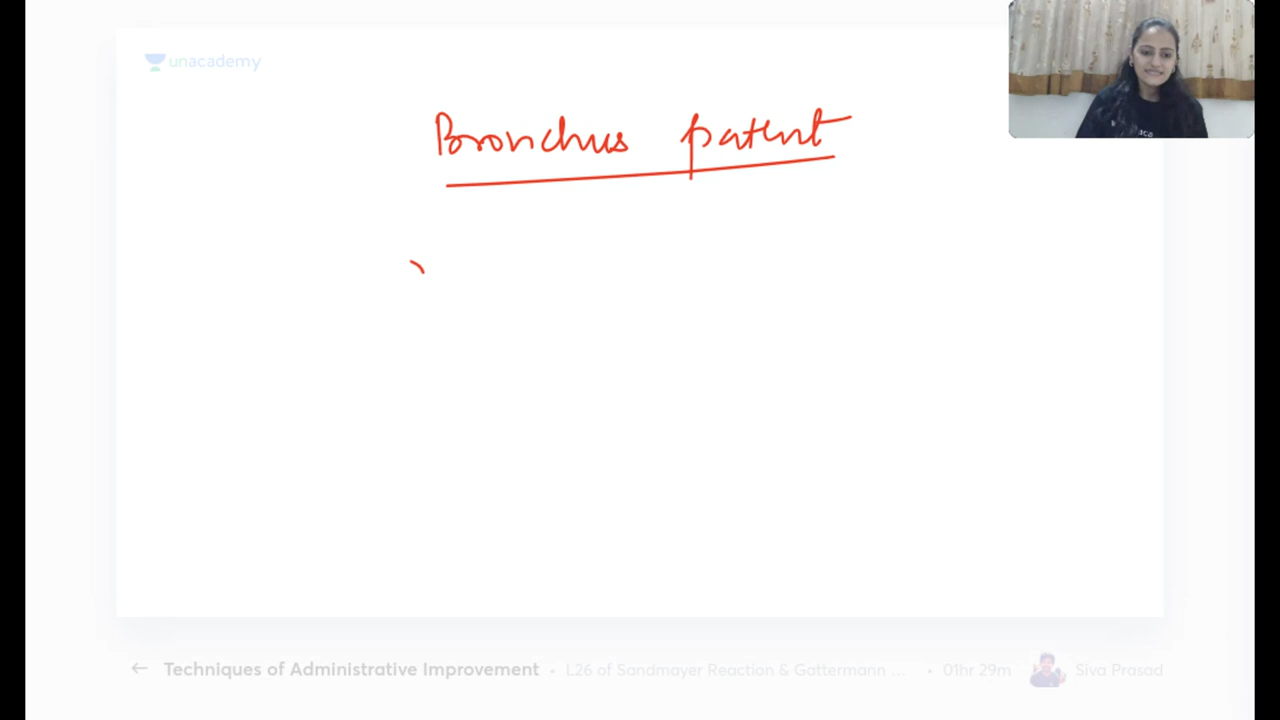 unacademy
Bronchus patent
← Techniques of Administrative Improvement • L26 of Sandmayer Reaction & Gattermann ... • 01hr 29m Siva Prasad